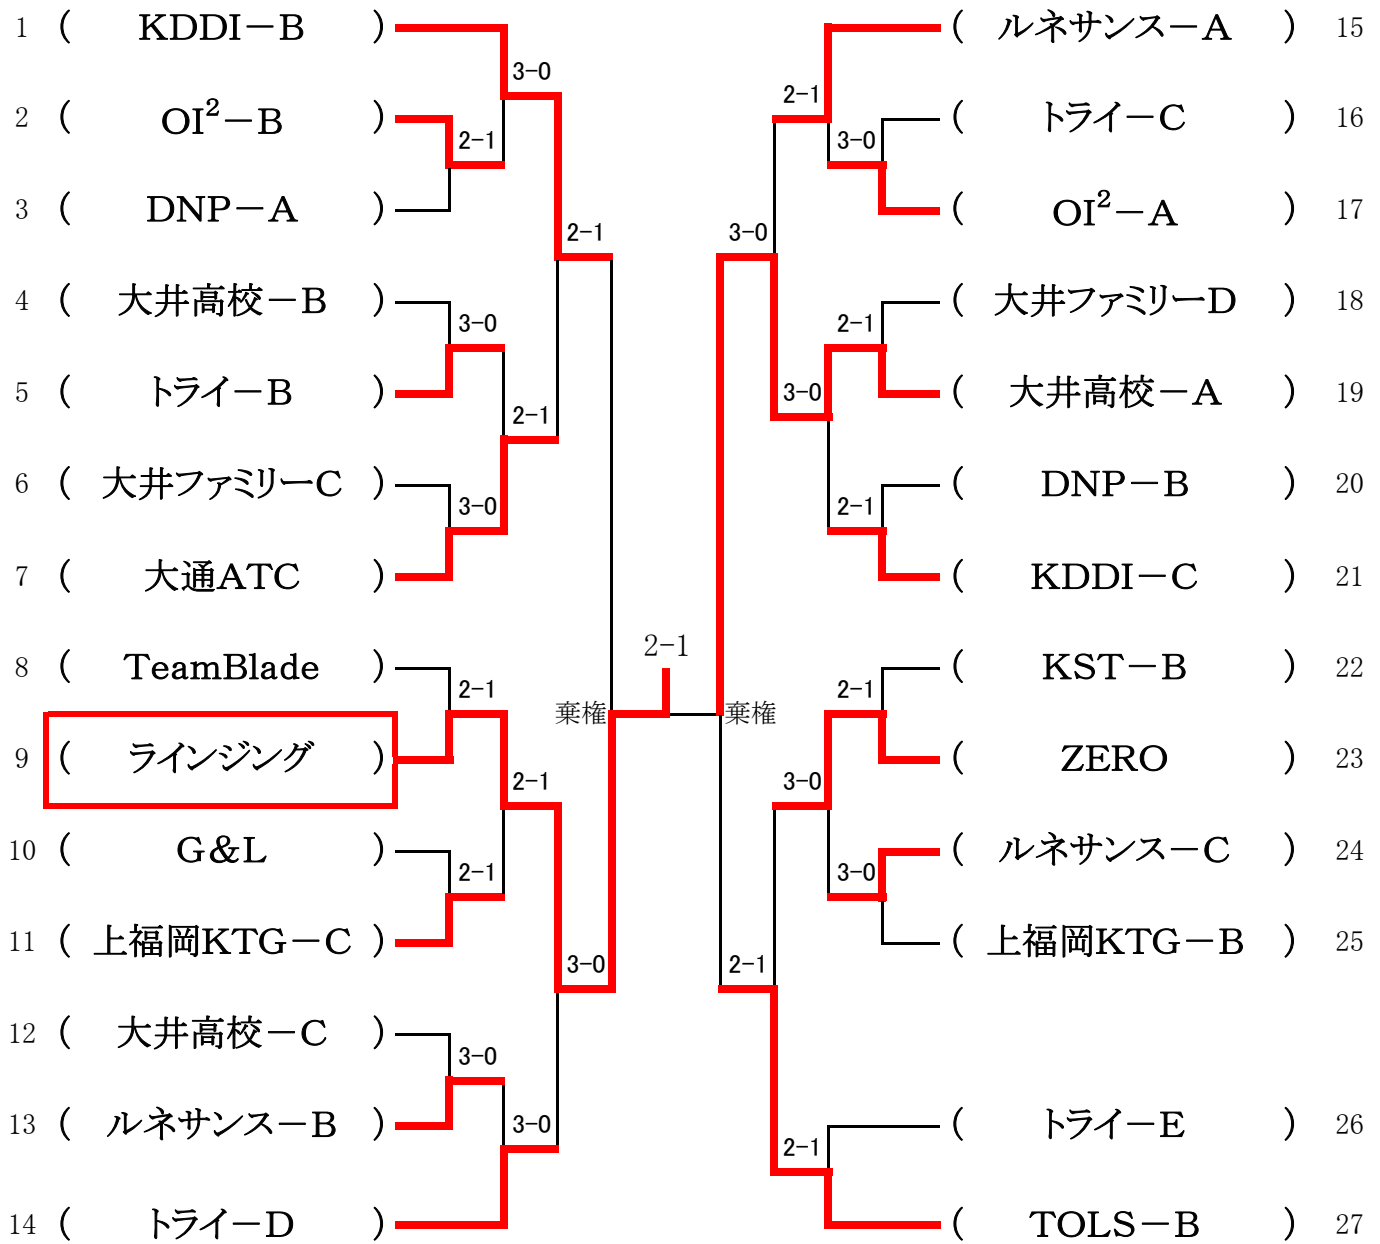 1 ( KDDI－B )
3-0
2 ( OI²－B )
2-1
3 ( DNP－A )
2-1
4 ( 大井高校－B )
3-0
5 ( トライ－B )
2-1
6 ( 大井ファミリーC )
3-0
7 ( 大通ATC )
8 ( TeamBlade )
2-1
棄権
9 ( ラインジング )
2-1
10 ( G&L )
2-1
11 ( 上福岡KTG－C )
3-0
12 ( 大井高校－C )
3-0
13 ( ルネサンス－B )
3-0
14 ( トライ－D )
2-1
( ルネサンス－A ) 15
2-1
( トライ－C ) 16
3-0
( OI²－A ) 17
3-0
( 大井ファミリーD ) 18
2-1
( 大井高校－A ) 19
3-0
( DNP－B ) 20
2-1
( KDDI－C ) 21
( KST－B ) 22
2-1
棄権
( ZERO ) 23
3-0
( ルネサンス－C ) 24
3-0
( 上福岡KTG－B ) 25
2-1
( トライ－E ) 26
2-1
( TOLS－B ) 27